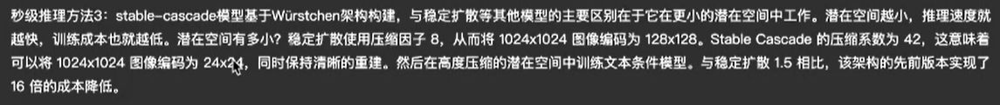 秒级推理方法3：stable-cascade模型基于Würstchen架构构建，与稳定扩散等其他模型的主要区别在于它在更小的潜在空间中工作。潜在空间越小，推理速度就
越快，训练成本也就越低。潜在空间有多小？稳定扩散使用压缩因子 8，从而将 1024x1024 图像编码为 128x128。Stable Cascade 的压缩系数为 42，这意味着
可以将 1024x1024 图像编码为 24x24，同时保持清晰的重建。然后在高度压缩的潜在空间中训练文本条件模型。与稳定扩散 1.5 相比，该架构的先前版本实现了
16 倍的成本降低。